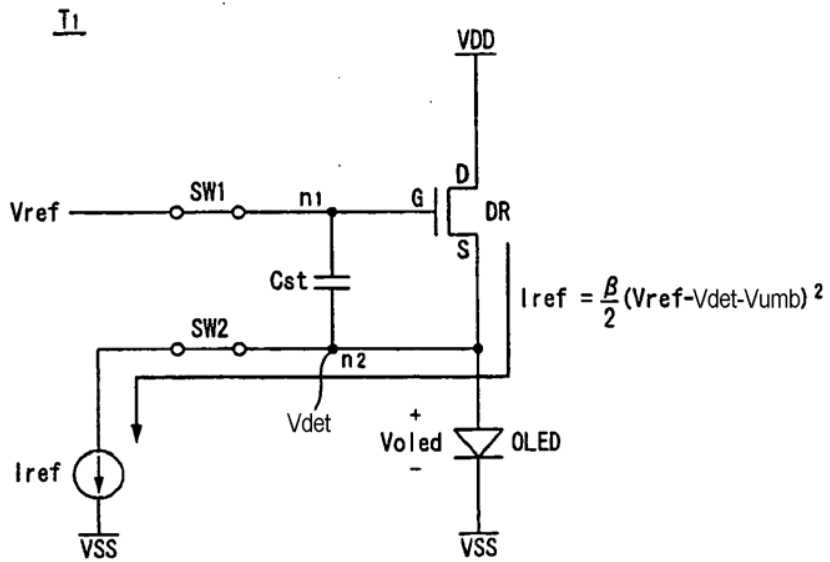 T1
VDD
D
SW1
n1
G
DR
Vref
S
Cst
Iref = β/2 (Vref-Vdet-Vumb)²
SW2
n2
Vdet
+
Voled
OLED
-
Iref
VSS
VSS